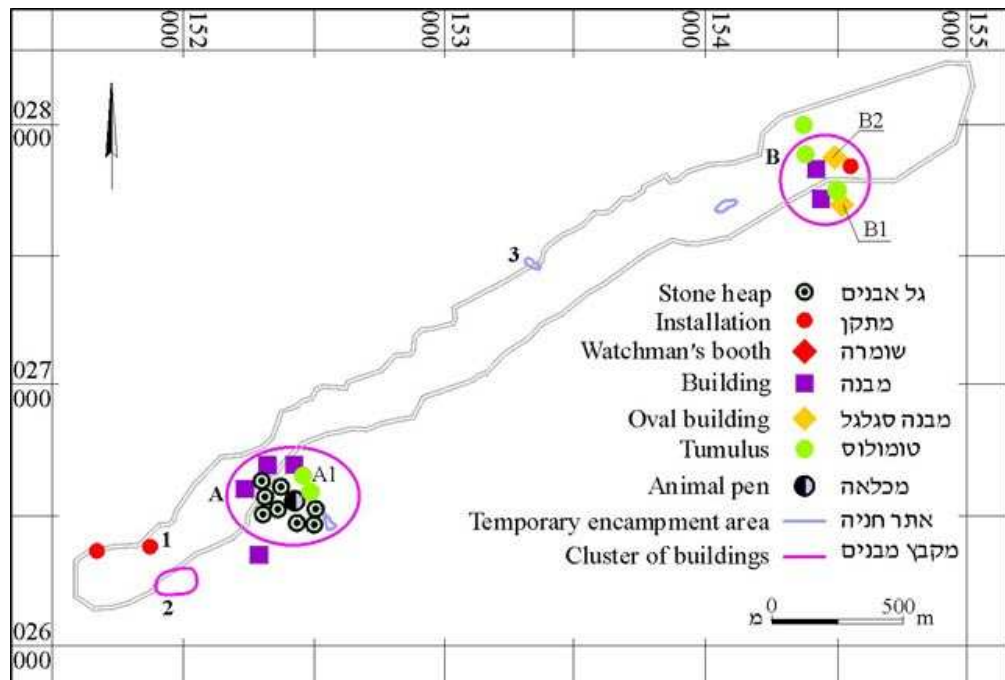 152
000
153
000
154
000
155
000
028
000
B2
B
B1
3
Stone heap גל אבנים
Installation מתקן
Watchman's booth שומרה
027
000
Building מבנה
Oval building מבנה סגלגל
Tumulus טומולוס
A A1
Animal pen מכלאה
Temporary encampment area אתר חניה
1
Cluster of buildings מקבץ מבנים
2
026
000
מ 0 500 m